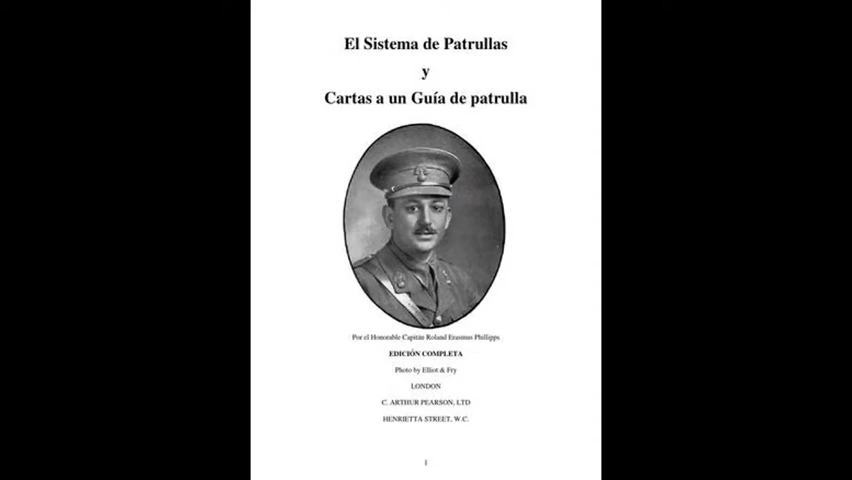 El Sistema de Patrullas
y
Cartas a un Guía de patrulla
Por el Honorable Capitán Roland Erasmus Phillipps
EDICIÓN COMPLETA
Photo by Elliot & Fry
LONDON
C. ARTHUR PEARSON, LTD
HENRIETTA STREET, W.C.
1